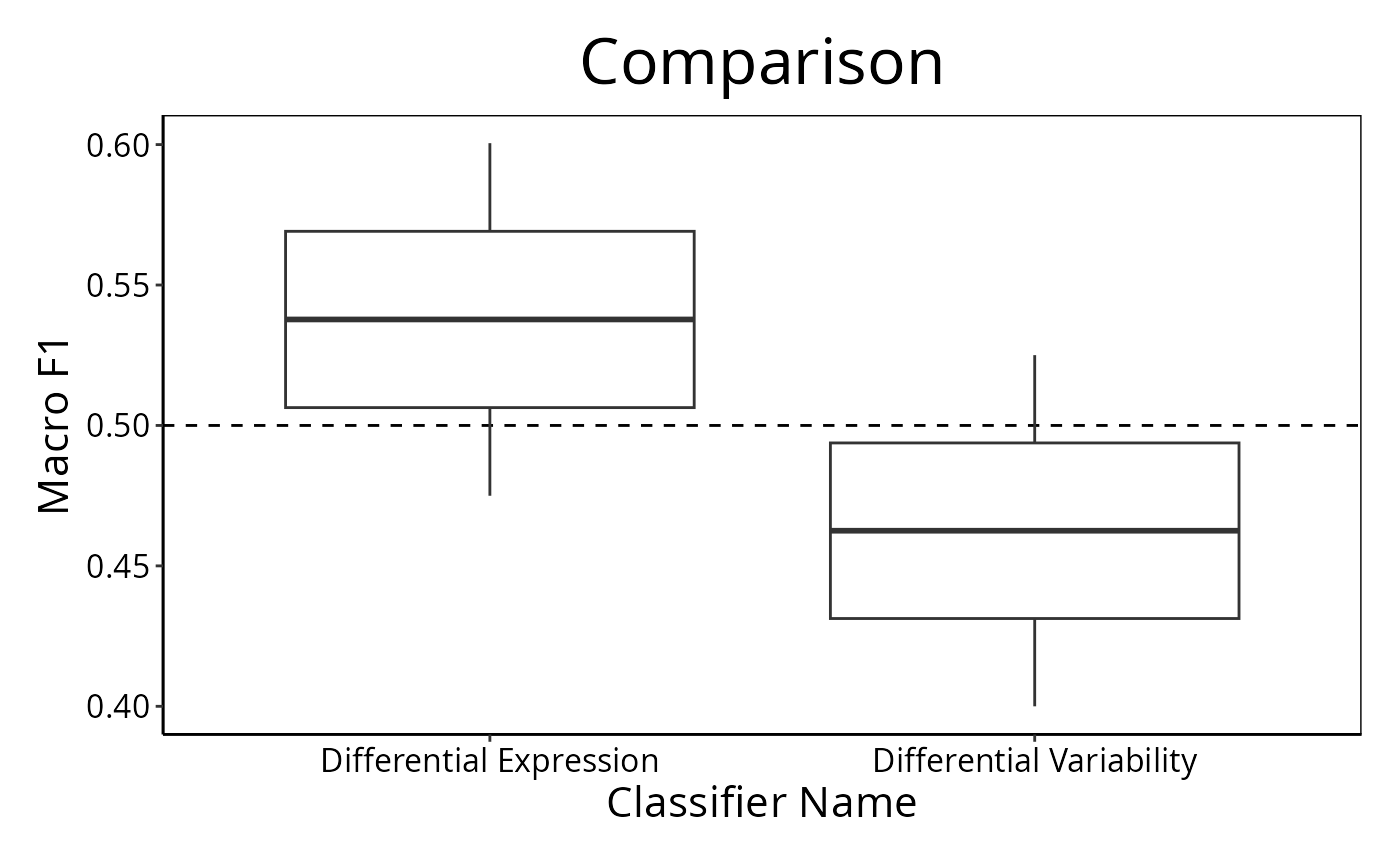 Comparison
Macro F1
0.60
0.55
0.50
0.45
0.40
Differential Expression
Differential Variability
Classifier Name